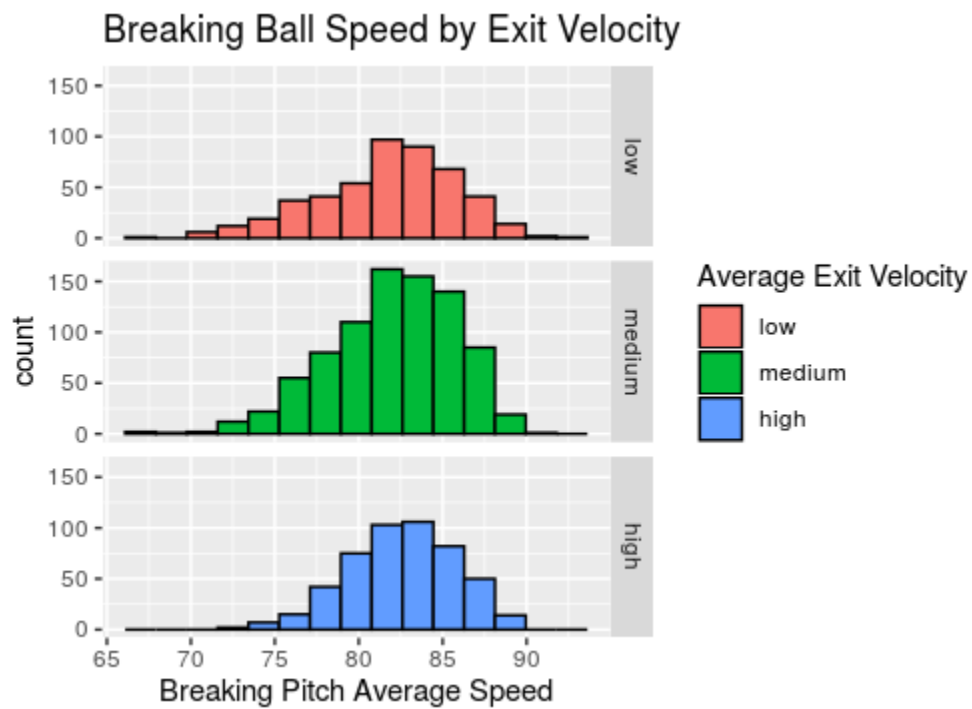 Breaking Ball Speed by Exit Velocity
150
100
50
0
low
150
100
50
0
medium
150
100
50
0
high
count
65 70 75 80 85 90
Breaking Pitch Average Speed
Average Exit Velocity
low
medium
high